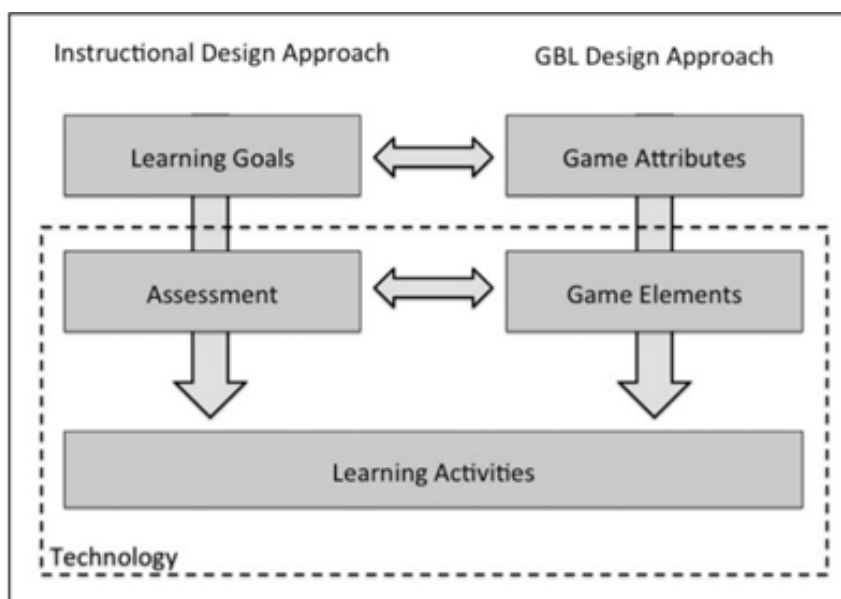 Instructional Design Approach
GBL Design Approach
Learning Goals
Game Attributes
Assessment
Game Elements
Learning Activities
Technology